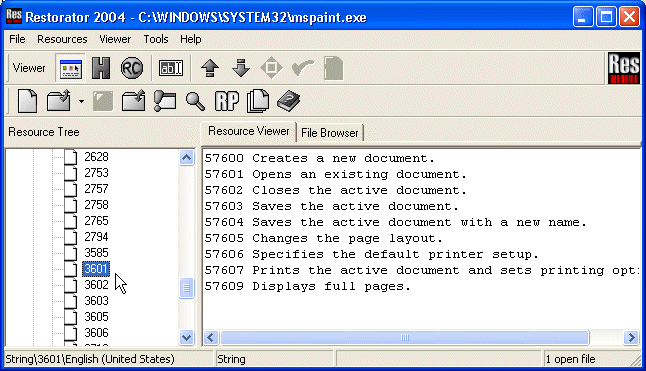 Res Restorator 2004 - C:\WINDOWS\SYSTEM32\mspaint.exe
File Resources Viewer Tools Help
Viewer H RC abI Res
RP
Resource Tree Resource Viewer File Browser
2628
2753
2757
2758
2765
2794
3585
3601
3602
3603
3605
3606
57600 Creates a new document.
57601 Opens an existing document.
57602 Closes the active document.
57603 Saves the active document.
57604 Saves the active document with a new name.
57605 Changes the page layout.
57606 Specifies the default printer setup.
57607 Prints the active document and sets printing opti
57609 Displays full pages.
String\3601\English (United States) String 1 open file